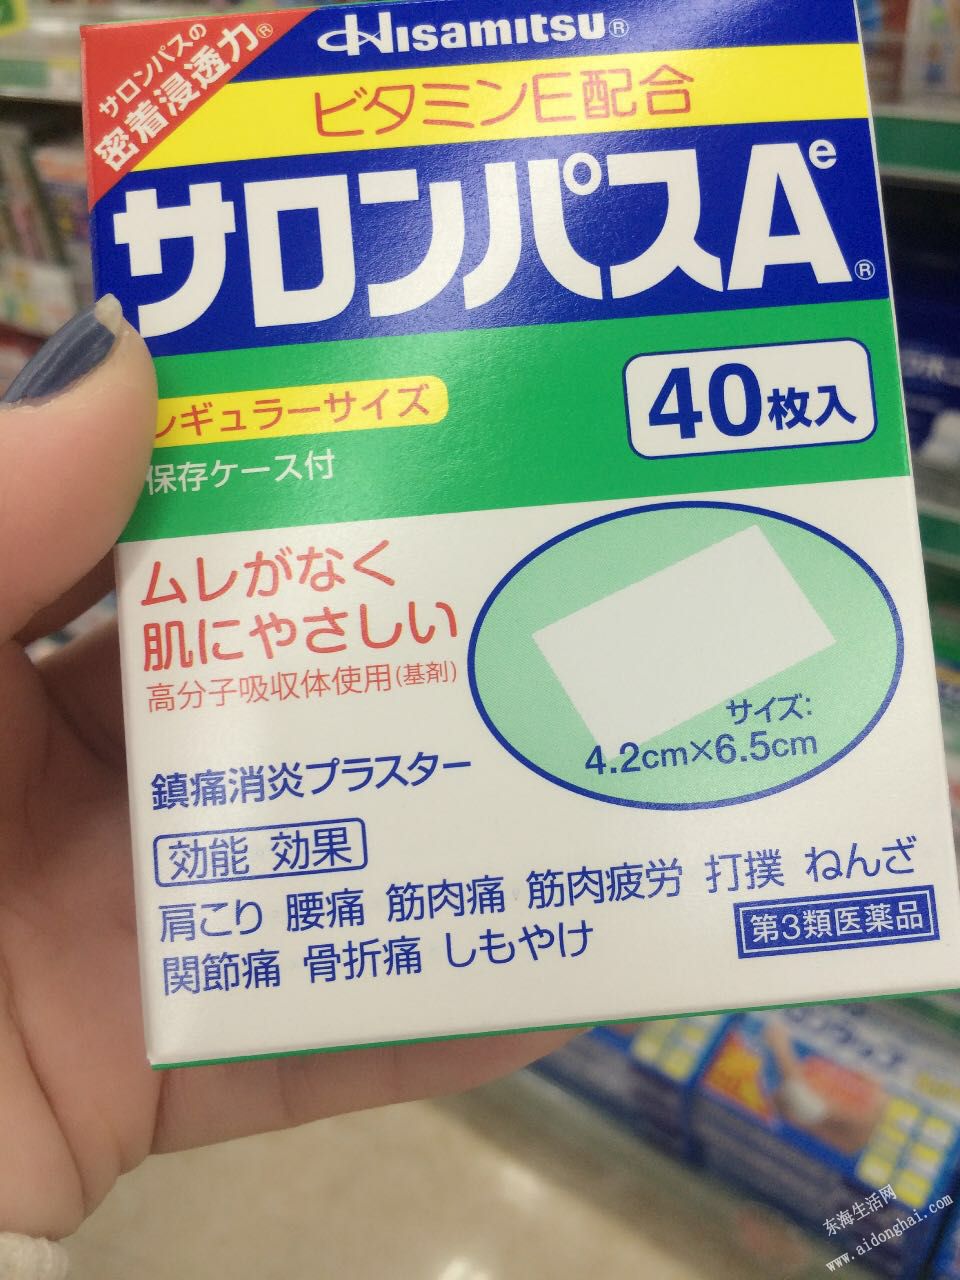 サロンパスの
密着浸透力®
Hisamitsu®
ビタミンE配合
サロンパスAe®
レギュラーサイズ
40枚入
保存ケース付
ムレがなく
肌にやさしい
高分子吸収体使用(基剤)
サイズ:
4.2cm×6.5cm
鎮痛消炎プラスター
効能 効果
肩こり 腰痛 筋肉痛 筋肉疲労 打撲 ねんざ
関節痛 骨折痛 しもやけ
第3類医薬品
东海生活网
www.aidonghai.com